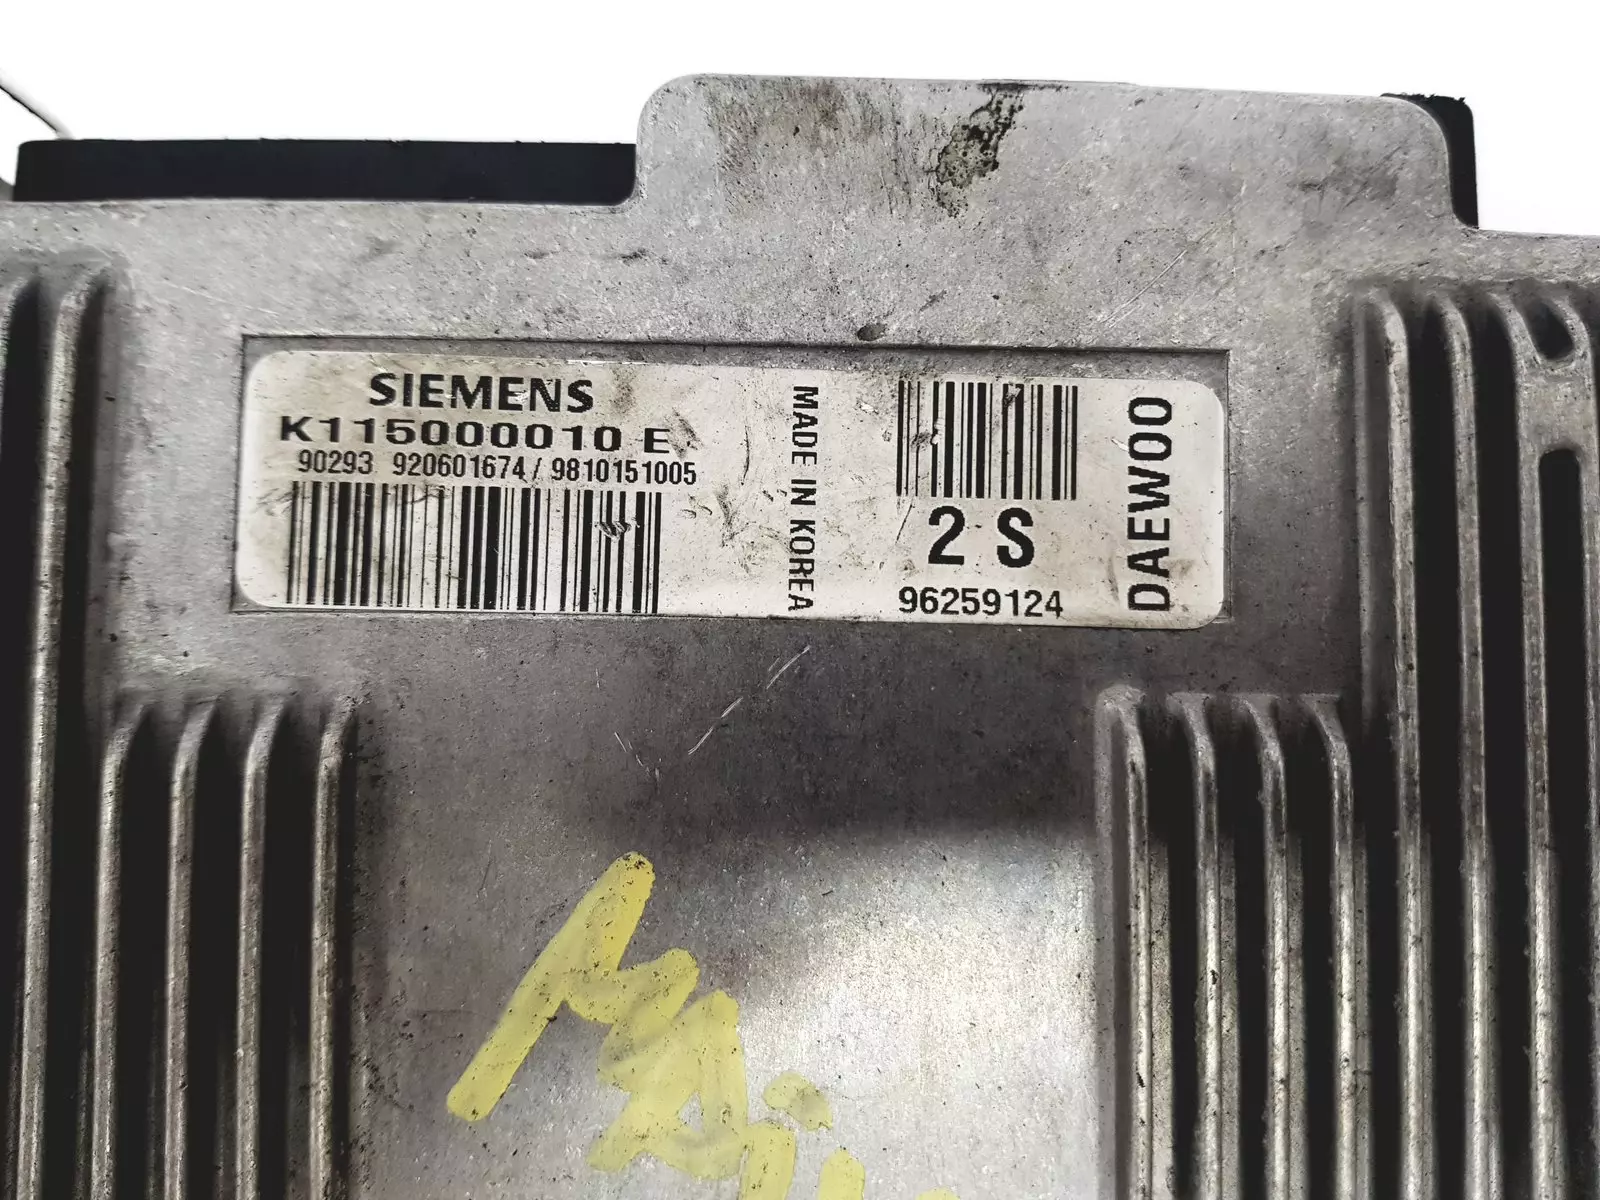 SIEMENS
K115000010 E
90293 920601674/9810151005
MADE IN KOREA
2 S
96259124
DAEWOO